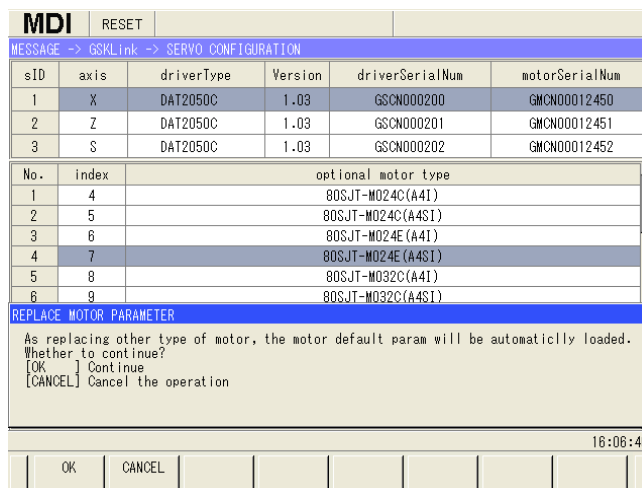 MDI RESET
MESSAGE -> GSKLink -> SERVO CONFIGURATION
sID axis driverType Version driverSerialNum motorSerialNum
1 X DAT2050C 1.03 GSCN000200 GMCN00012450
2 Z DAT2050C 1.03 GSCN000201 GMCN00012451
3 S DAT2050C 1.03 GSCN000202 GMCN00012452
No. index optional motor type
1 4 80SJT-M024C(A4I)
2 5 80SJT-M024C(A4SI)
3 6 80SJT-M024E(A4I)
4 7 80SJT-M024E(A4SI)
5 8 80SJT-M032C(A4I)
6 9 80SJT-M032C(A4SI)
REPLACE MOTOR PARAMETER
As replacing other type of motor, the motor default param will be automaticlly loaded.
Whether to continue?
[OK ] Continue
[CANCEL] Cancel the operation
16:06:4
OK CANCEL